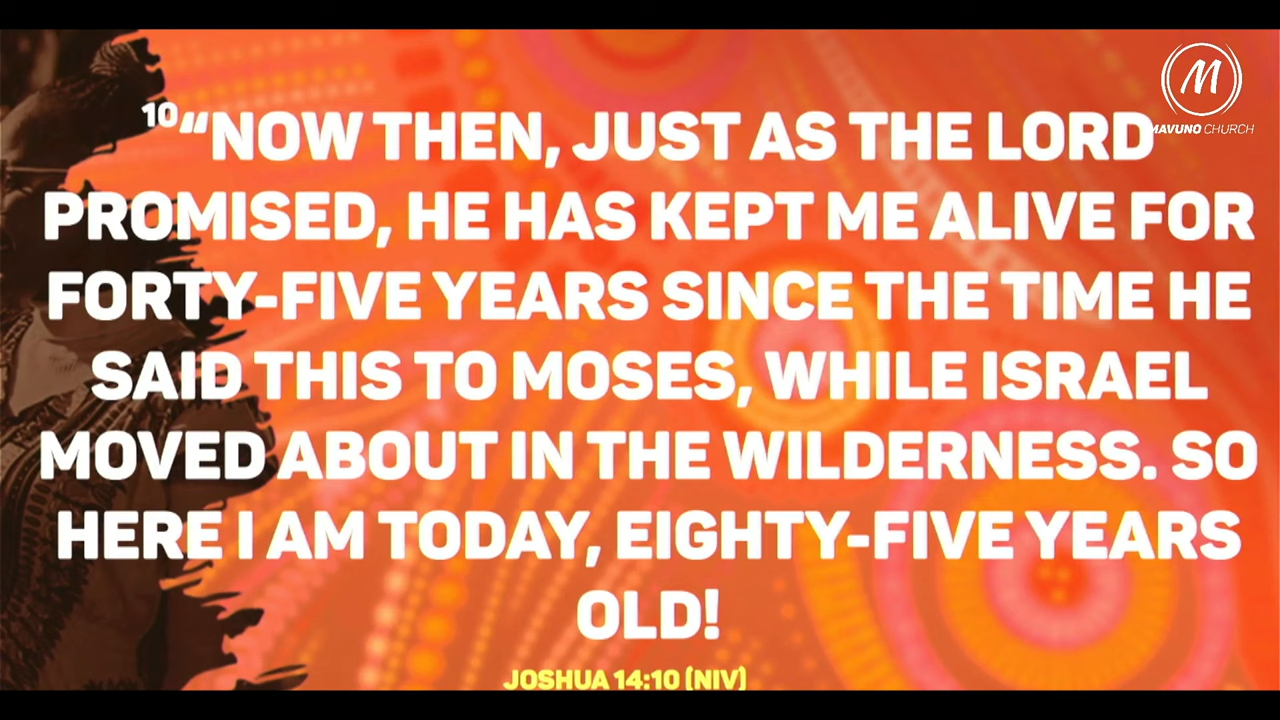 M
MAVUNO CHURCH
10 “NOW THEN, JUST AS THE LORD
PROMISED, HE HAS KEPT ME ALIVE FOR
FORTY-FIVE YEARS SINCE THE TIME HE
SAID THIS TO MOSES, WHILE ISRAEL
MOVED ABOUT IN THE WILDERNESS. SO
HERE I AM TODAY, EIGHTY-FIVE YEARS
OLD!
JOSHUA 14:10 (NIV)